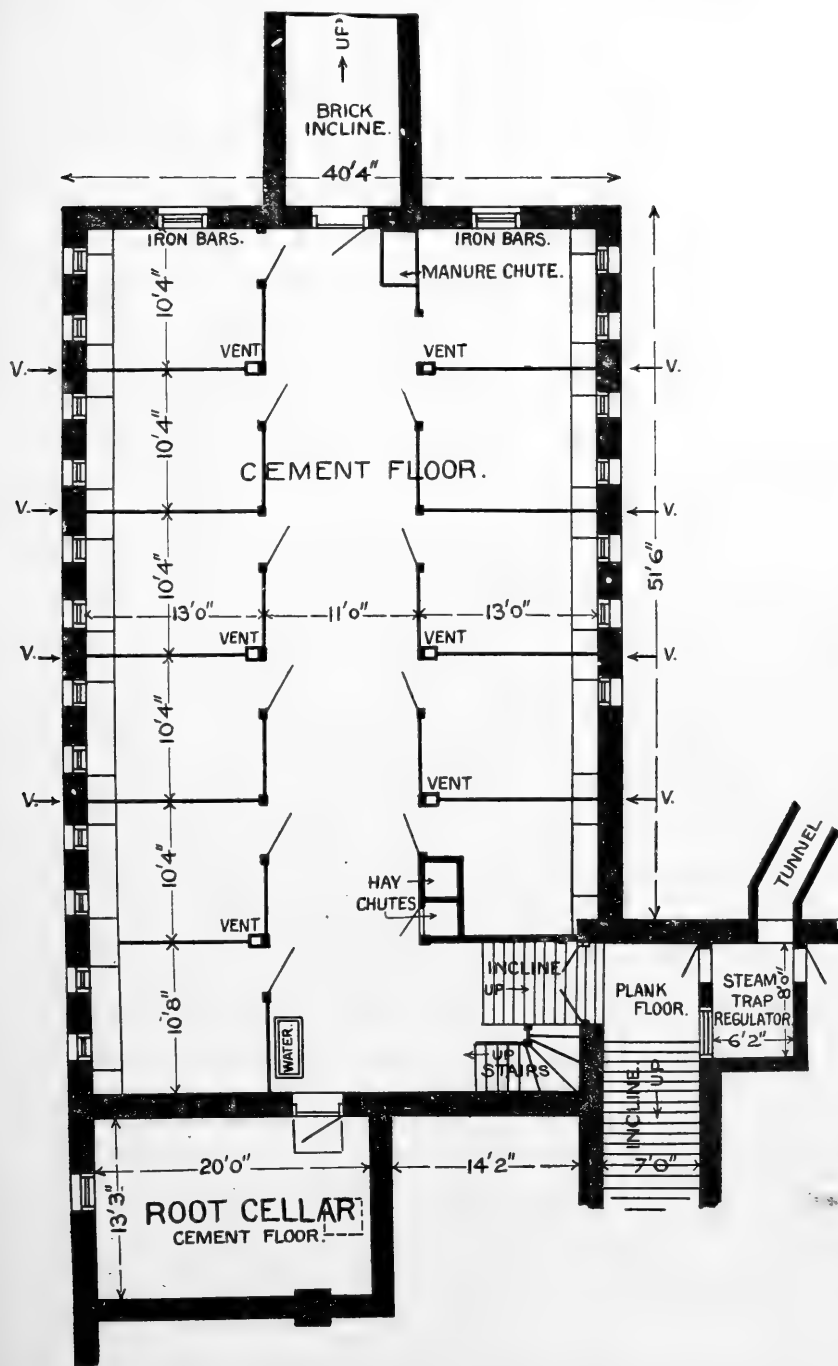 UP
BRICK
INCLINE.
40'4"
IRON BARS.
IRON BARS.
MANURE CHUTE.
10'4"
VENT
VENT
V.
V.
10'4"
CEMENT FLOOR.
V.
V.
10'4"
51'6"
13'0"
11'0"
13'0"
VENT
VENT
V.
V.
10'4"
VENT
V.
V.
10'4"
HAY
CHUTES
TUNNEL
VENT
INCLINE
UP
PLANK
FLOOR.
STEAM
TRAP
REGULATOR.
8'0"
6'2"
10'8"
WATER.
UP
STAIRS
INCLINE. UP
20'0"
14'2"
7'0"
13'3"
ROOT CELLAR
CEMENT FLOOR.